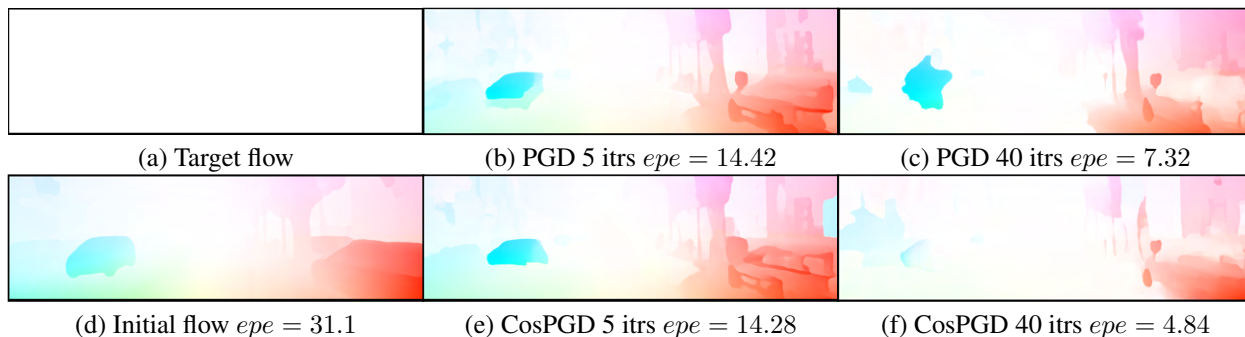 (a) Target flow
(b) PGD 5 itrs epe = 14.42
(c) PGD 40 itrs epe = 7.32
(d) Initial flow epe = 31.1
(e) CosPGD 5 itrs epe = 14.28
(f) CosPGD 40 itrs epe = 4.84